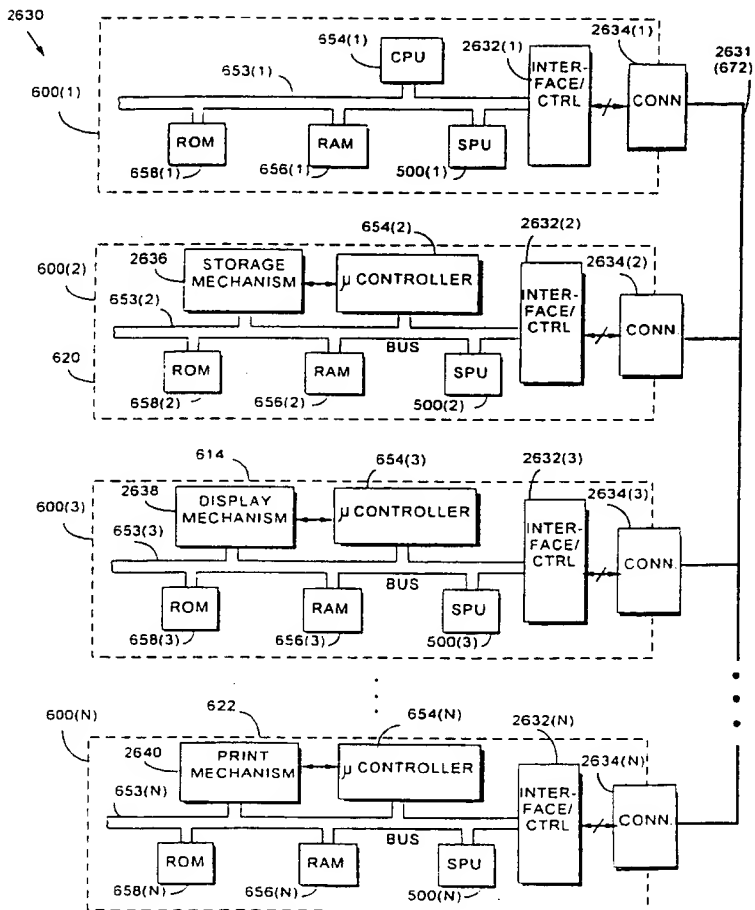 2630
654(1)
2632(1)
2634(1)
2631
(672)
653(1)
CPU
INTER-
FACE/
CTRL
CONN
600(1)
ROM
RAM
SPU
658(1)
656(1)
500(1)
654(2)
2632(2)
2634(2)
600(2)
2636
STORAGE
MECHANISM
μ CONTROLLER
INTER-
FACE/
CTRL
653(2)
CONN.
BUS
620
ROM
RAM
SPU
658(2)
656(2)
500(2)
614
654(3)
2632(3)
2634(3)
600(3)
2638
DISPLAY
MECHANISM
μ CONTROLLER
INTER-
FACE/
CTRL
653(3)
CONN.
BUS
ROM
RAM
SPU
658(3)
656(3)
500(3)
622
654(N)
2632(N)
2634(N)
600(N)
2640
PRINT
MECHANISM
μ CONTROLLER
INTER-
FACE/
CTRL
653(N)
CONN.
BUS
ROM
RAM
SPU
658(N)
656(N)
500(N)